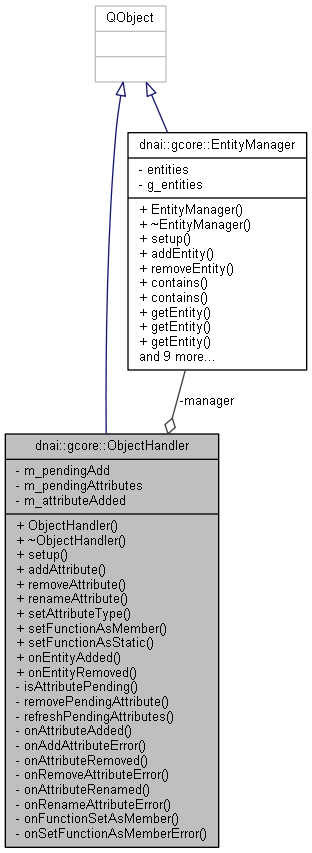 QObject
dnai::gcore::EntityManager
- entities
- g_entities
+ EntityManager()
+ ~EntityManager()
+ setup()
+ addEntity()
+ removeEntity()
+ contains()
+ contains()
+ getEntity()
+ getEntity()
+ getEntity()
and 9 more...
-manager
dnai::gcore::ObjectHandler
- m_pendingAdd
- m_pendingAttributes
- m_attributeAdded
+ ObjectHandler()
+ ~ObjectHandler()
+ setup()
+ addAttribute()
+ removeAttribute()
+ renameAttribute()
+ setAttributeType()
+ setFunctionAsMember()
+ setFunctionAsStatic()
+ onEntityAdded()
+ onEntityRemoved()
- isAttributePending()
- removePendingAttribute()
- refreshPendingAttributes()
- onAttributeAdded()
- onAddAttributeError()
- onAttributeRemoved()
- onRemoveAttributeError()
- onAttributeRenamed()
- onRenameAttributeError()
- onFunctionSetAsMember()
- onSetFunctionAsMemberError()